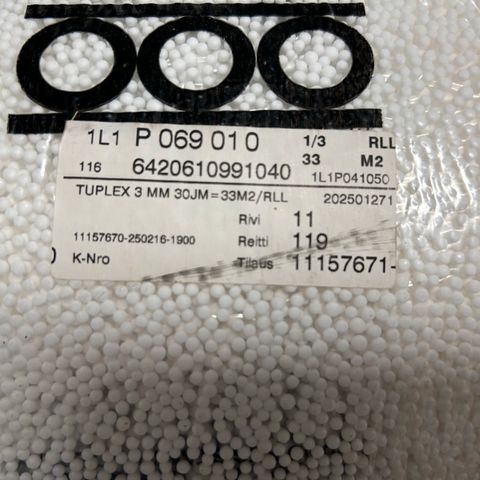 1L1 P 069 010 1/3 RLL
116 6420610991040 33 M2
1L1P041050
TUPLEX 3 MM 30JM=33M2/RLL 202501271
Rivi 11
11157670-250216-1900 Reitti 119
K-Nro Tilaus 11157671-